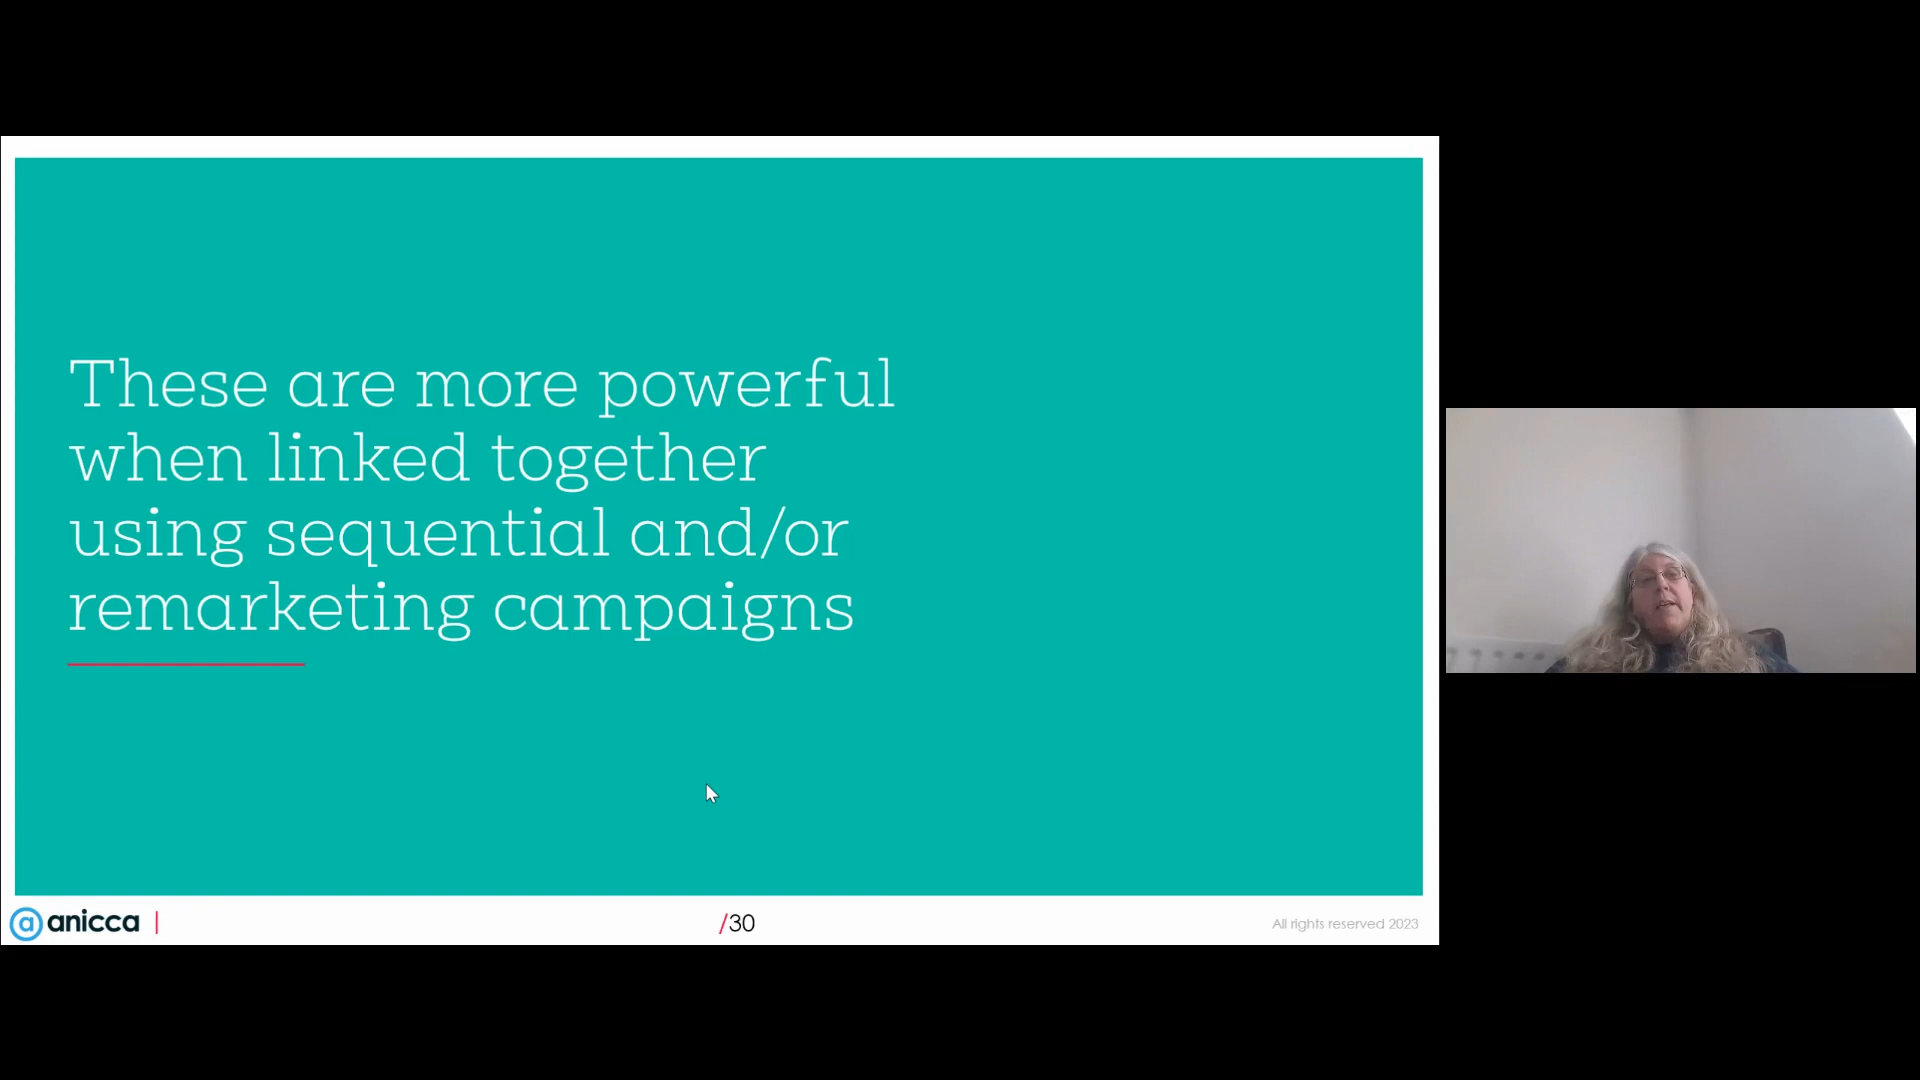 These are more powerful
when linked together
using sequential and/or
remarketing campaigns
@anicca |
/30
All rights reserved 2023